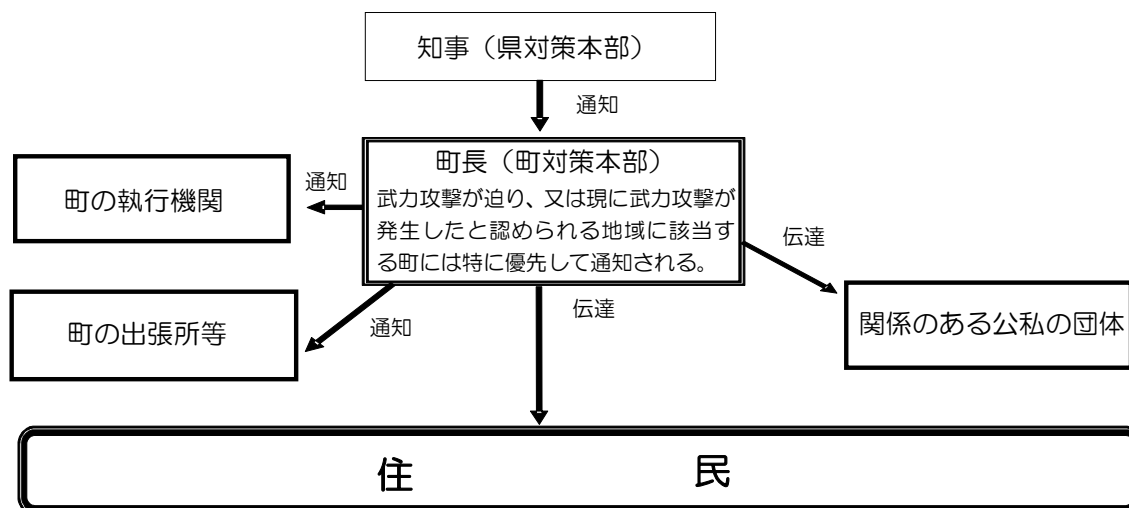 知事（県対策本部）
通知
町長（町対策本部）
武力攻撃が迫り、又は現に武力攻撃が
発生したと認められる地域に該当す
る町には特に優先して通知される。
通知
町の執行機関
伝達
町の出張所等
通知
伝達
関係のある公私の団体
住　　　民